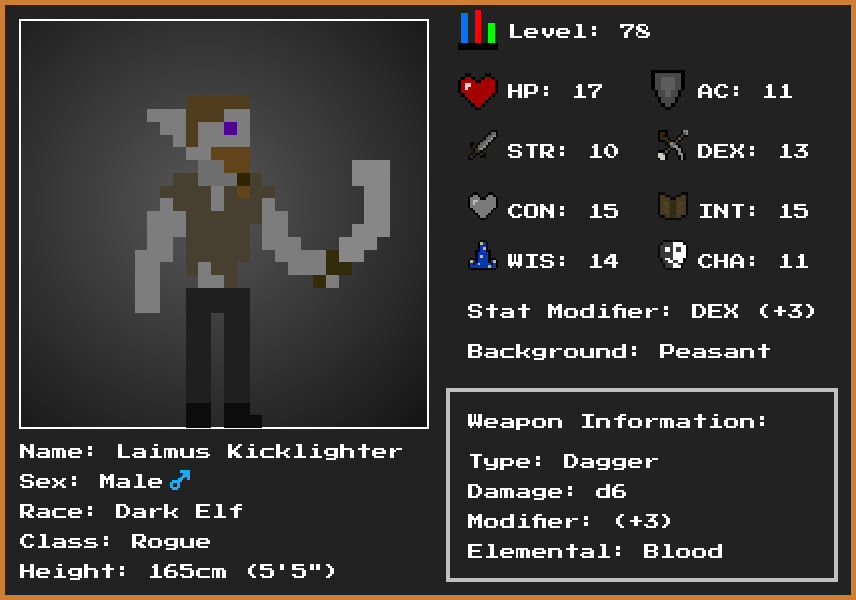 Level: 78
HP: 17 AC: 11
STR: 10 DEX: 13
CON: 15 INT: 15
WIS: 14 CHA: 11
Stat Modifier: DEX (+3)
Background: Peasant
Weapon Information:
Type: Dagger
Damage: d6
Modifier: (+3)
Elemental: Blood
Name: Laimus Kicklighter
Sex: Male♂
Race: Dark Elf
Class: Rogue
Height: 165cm (5'5")